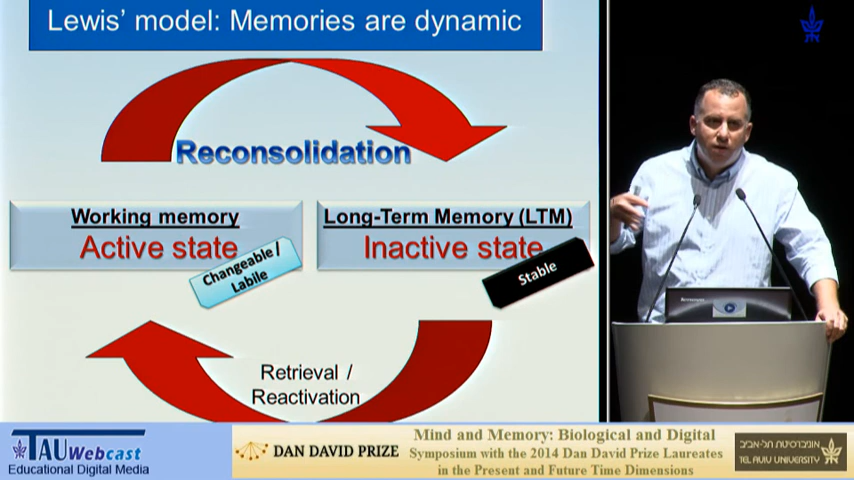 Lewis’ model: Memories are dynamic
Reconsolidation
Working memory
Active state
Changeable /
Labile
Long-Term Memory (LTM)
Inactive state
Stable
Retrieval /
Reactivation
Lenovo
TAU Webcast
Educational Digital Media
DAN DAVID PRIZE
Mind and Memory: Biological and Digital
Symposium with the 2014 Dan David Prize Laureates
in the Present and Future Time Dimensions
אוניברסיטת תל-אביב
TEL AVIV UNIVERSITY